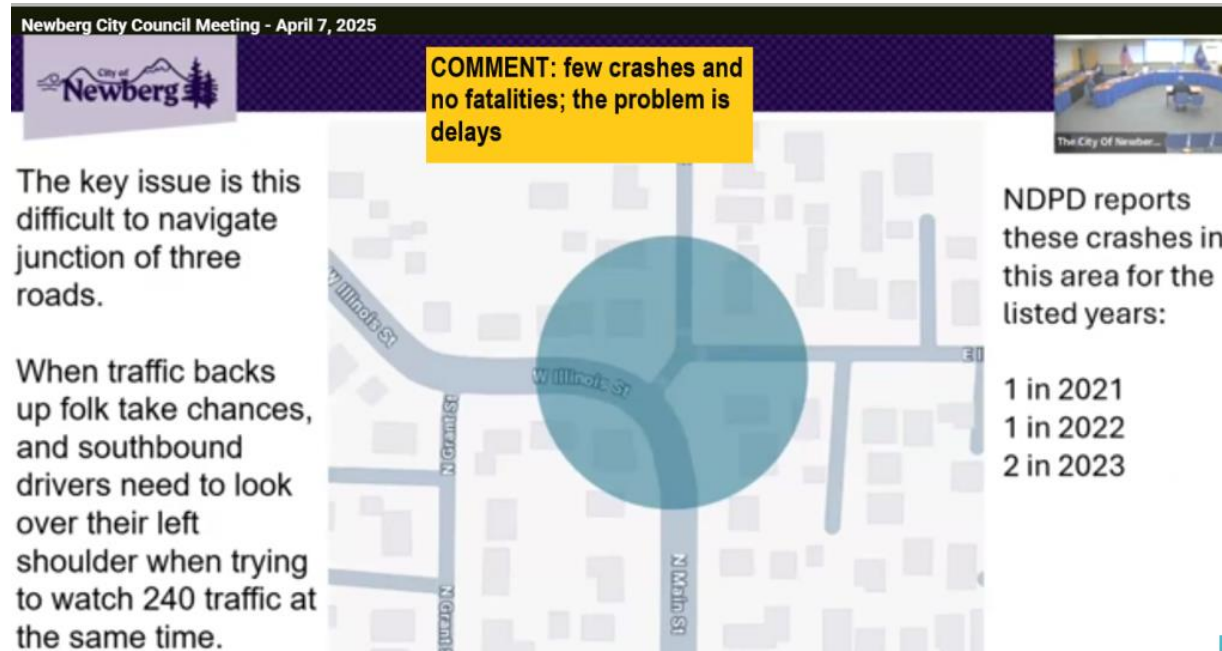 Newberg City Council Meeting - April 7, 2025
City of
Newberg
COMMENT: few crashes and
no fatalities; the problem is
delays
The City Of Newber...
The key issue is this
difficult to navigate
junction of three
roads.
When traffic backs
up folk take chances,
and southbound
drivers need to look
over their left
shoulder when trying
to watch 240 traffic at
the same time.
W Illinois St
W Illinois St
E I
N Grant St
N Grant
N Main St
NDPD reports
these crashes in
this area for the
listed years:
1 in 2021
1 in 2022
2 in 2023